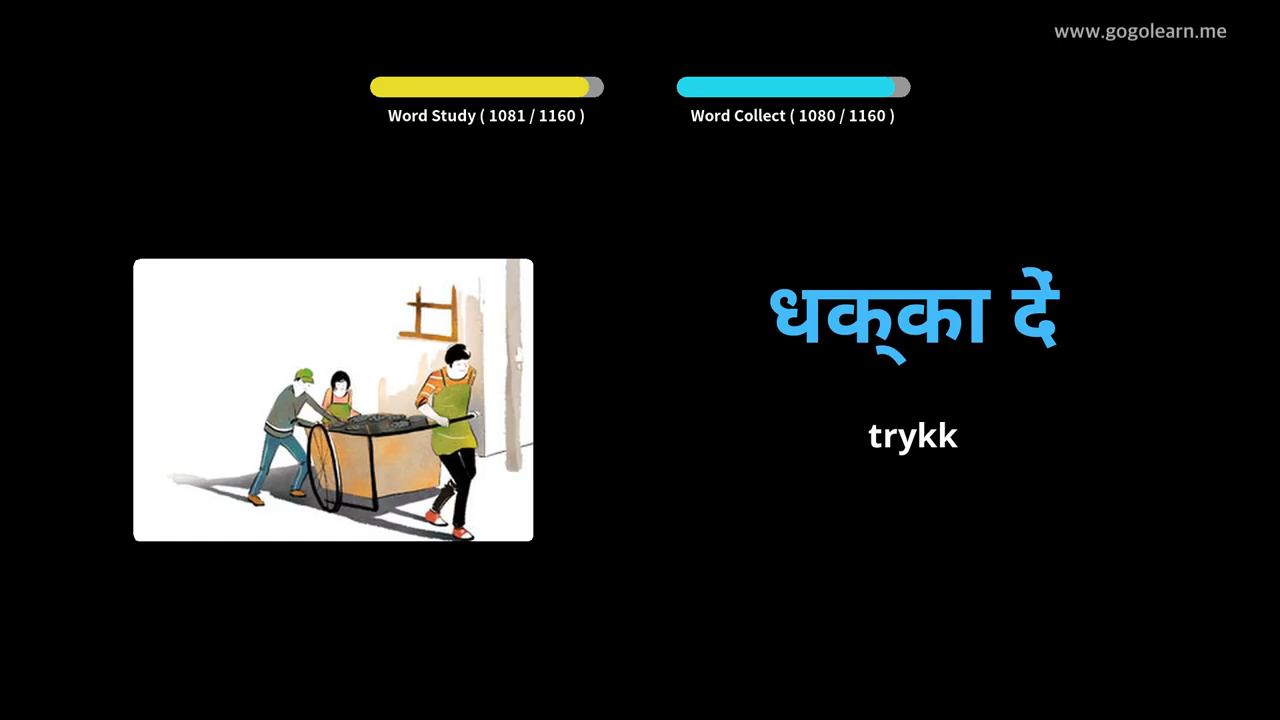 www.gogolearn.me
Word Study ( 1081 / 1160 )
Word Collect ( 1080 / 1160 )
धक्‌का दें
trykk